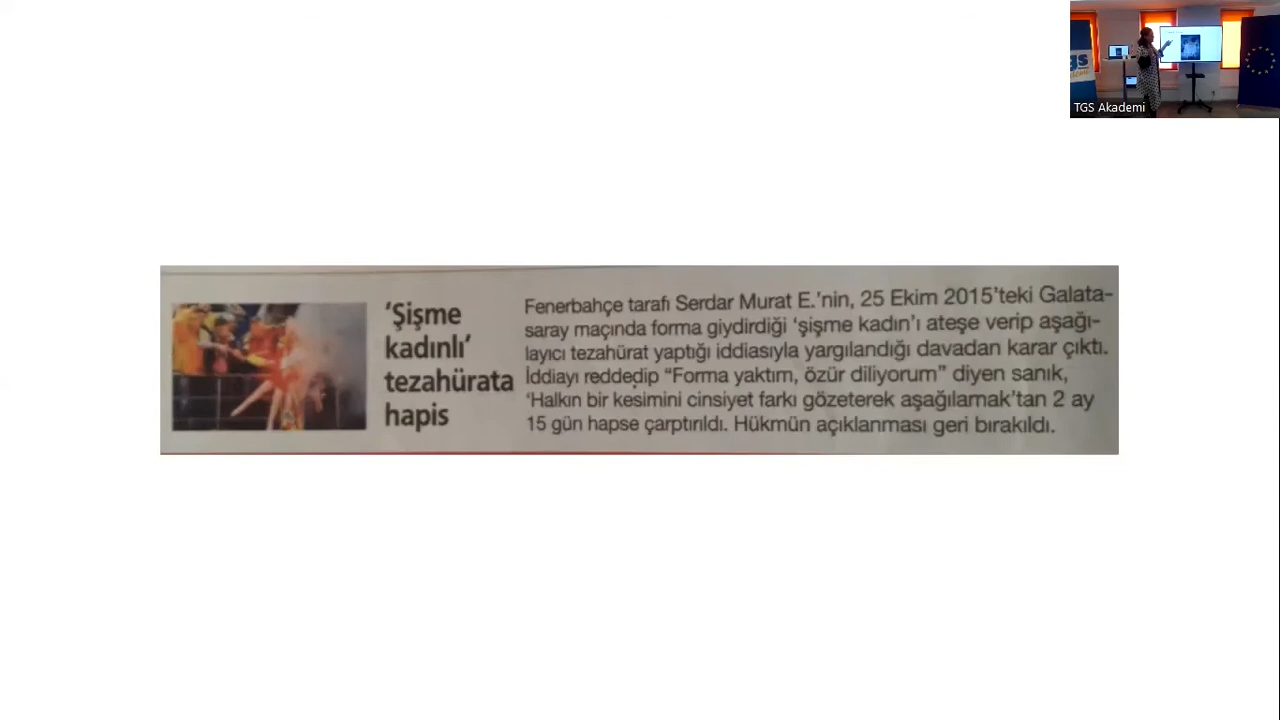 TGS Akademi
'Şişme
kadınlı'
tezahürata
hapis
Fenerbahçe tarafı Serdar Murat E.'nin, 25 Ekim 2015'teki Galata-
saray maçında forma giydirdiği 'şişme kadın'ı ateşe verip aşağı-
layıcı tezahürat yaptığı iddiasıyla yargılandığı davadan karar çıktı.
İddiayı reddedip "Forma yaktım, özür diliyorum" diyen sanık,
'Halkın bir kesimini cinsiyet farkı gözeterek aşağılamak'tan 2 ay
15 gün hapse çarptırıldı. Hükmün açıklanması geri bırakıldı.